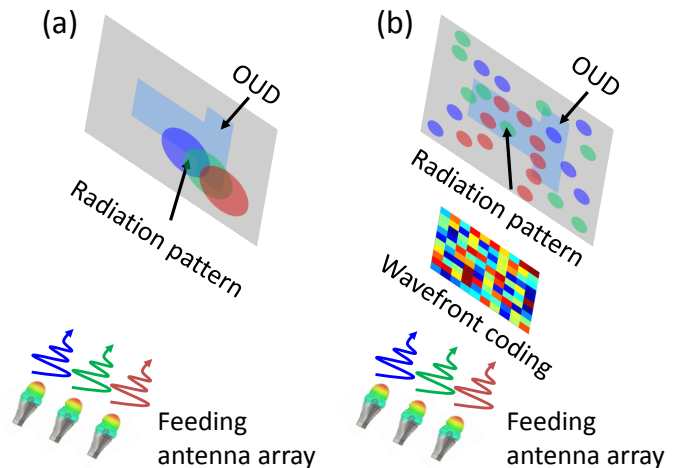 (a)
OUD
Radiation pattern
Feeding
antenna array
(b)
OUD
Radiation pattern
Wavefront coding
Feeding
antenna array